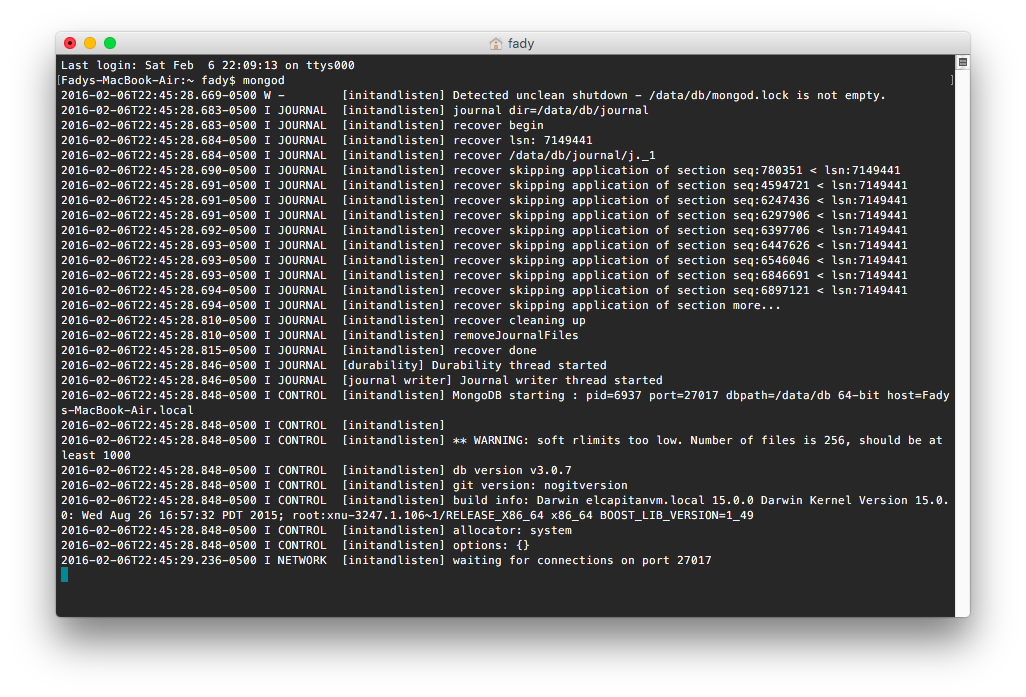 fady
Last login: Sat Feb  6 22:09:13 on ttys000
[Fadys-MacBook-Air:~ fady$ mongod ]
2016-02-06T22:45:28.669-0500 W -        [initandlisten] Detected unclean shutdown - /data/db/mongod.lock is not empty.
2016-02-06T22:45:28.683-0500 I JOURNAL  [initandlisten] journal dir=/data/db/journal
2016-02-06T22:45:28.683-0500 I JOURNAL  [initandlisten] recover begin
2016-02-06T22:45:28.684-0500 I JOURNAL  [initandlisten] recover lsn: 7149441
2016-02-06T22:45:28.684-0500 I JOURNAL  [initandlisten] recover /data/db/journal/j._1
2016-02-06T22:45:28.690-0500 I JOURNAL  [initandlisten] recover skipping application of section seq:780351 < lsn:7149441
2016-02-06T22:45:28.691-0500 I JOURNAL  [initandlisten] recover skipping application of section seq:4594721 < lsn:7149441
2016-02-06T22:45:28.691-0500 I JOURNAL  [initandlisten] recover skipping application of section seq:6247436 < lsn:7149441
2016-02-06T22:45:28.691-0500 I JOURNAL  [initandlisten] recover skipping application of section seq:6297906 < lsn:7149441
2016-02-06T22:45:28.692-0500 I JOURNAL  [initandlisten] recover skipping application of section seq:6397706 < lsn:7149441
2016-02-06T22:45:28.693-0500 I JOURNAL  [initandlisten] recover skipping application of section seq:6447626 < lsn:7149441
2016-02-06T22:45:28.693-0500 I JOURNAL  [initandlisten] recover skipping application of section seq:6546046 < lsn:7149441
2016-02-06T22:45:28.693-0500 I JOURNAL  [initandlisten] recover skipping application of section seq:6846691 < lsn:7149441
2016-02-06T22:45:28.694-0500 I JOURNAL  [initandlisten] recover skipping application of section seq:6897121 < lsn:7149441
2016-02-06T22:45:28.694-0500 I JOURNAL  [initandlisten] recover skipping application of section more...
2016-02-06T22:45:28.810-0500 I JOURNAL  [initandlisten] recover cleaning up
2016-02-06T22:45:28.810-0500 I JOURNAL  [initandlisten] removeJournalFiles
2016-02-06T22:45:28.815-0500 I JOURNAL  [initandlisten] recover done
2016-02-06T22:45:28.846-0500 I JOURNAL  [durability] Durability thread started
2016-02-06T22:45:28.846-0500 I JOURNAL  [journal writer] Journal writer thread started
2016-02-06T22:45:28.848-0500 I CONTROL  [initandlisten] MongoDB starting : pid=6937 port=27017 dbpath=/data/db 64-bit host=Fady
s-MacBook-Air.local
2016-02-06T22:45:28.848-0500 I CONTROL  [initandlisten]
2016-02-06T22:45:28.848-0500 I CONTROL  [initandlisten] ** WARNING: soft rlimits too low. Number of files is 256, should be at
least 1000
2016-02-06T22:45:28.848-0500 I CONTROL  [initandlisten] db version v3.0.7
2016-02-06T22:45:28.848-0500 I CONTROL  [initandlisten] git version: nogitversion
2016-02-06T22:45:28.848-0500 I CONTROL  [initandlisten] build info: Darwin elcapitanvm.local 15.0.0 Darwin Kernel Version 15.0.
0: Wed Aug 26 16:57:32 PDT 2015; root:xnu-3247.1.106~1/RELEASE_X86_64 x86_64 BOOST_LIB_VERSION=1_49
2016-02-06T22:45:28.848-0500 I CONTROL  [initandlisten] allocator: system
2016-02-06T22:45:28.848-0500 I CONTROL  [initandlisten] options: {}
2016-02-06T22:45:29.236-0500 I NETWORK  [initandlisten] waiting for connections on port 27017